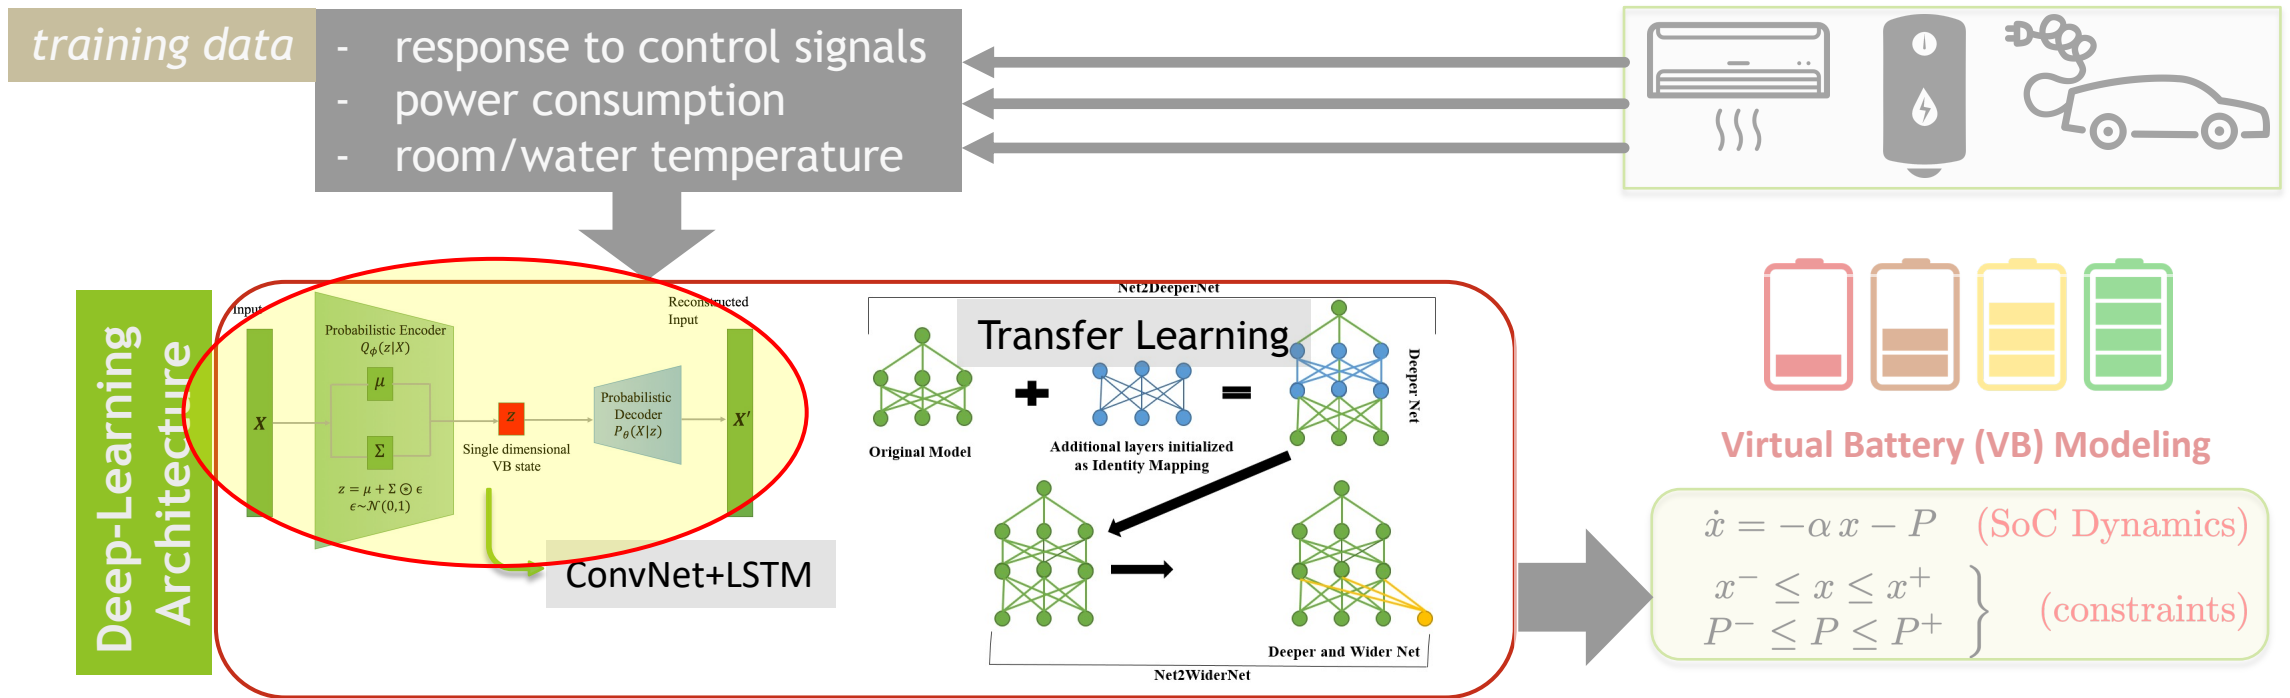 training data
- response to control signals
- power consumption
- room/water temperature
Deep-Learning
Architecture
Input
Probabilistic Encoder
Q_ϕ(z|X)
μ
Σ
X
z = μ + Σ ⊙ ϵ
ϵ~𝒩(0,1)
z
Single dimensional
VB state
Probabilistic
Decoder
P_θ(X|z)
Reconstructed
Input
X′
ConvNet+LSTM
Net2DeeperNet
Transfer Learning
Original Model
Additional layers initialized
as Identity Mapping
Deeper Net
Deeper and Wider Net
Net2WiderNet
Virtual Battery (VB) Modeling
ẋ = −α x − P (SoC Dynamics)
x⁻ ≤ x ≤ x⁺
P⁻ ≤ P ≤ P⁺
(constraints)